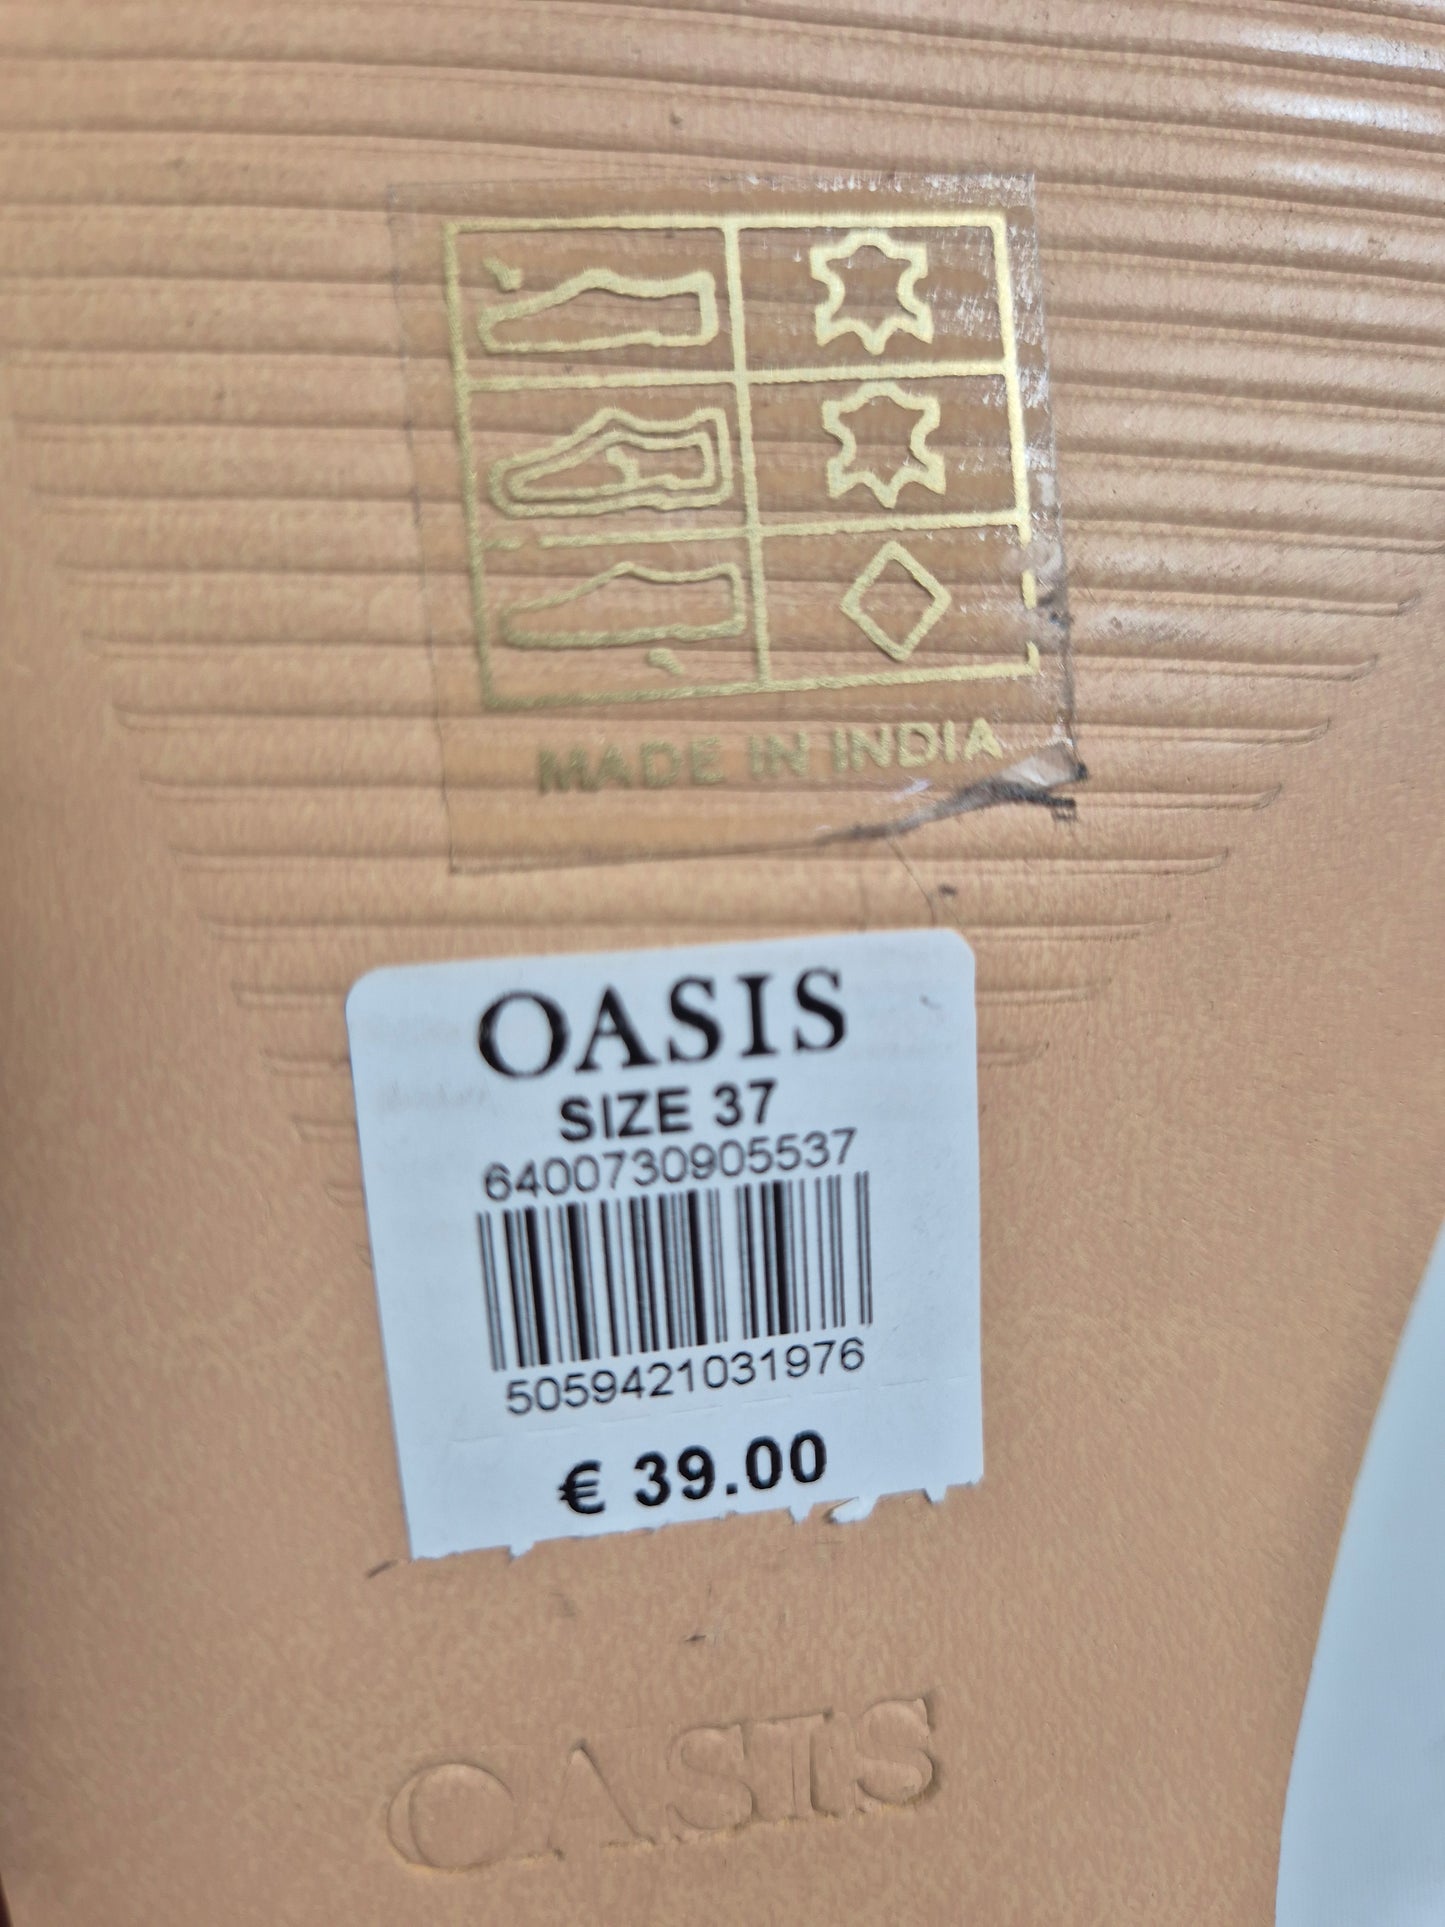 MADE IN INDIA
OASIS
SIZE 37
6400730905537
5059421031976
€ 39.00
OASIS